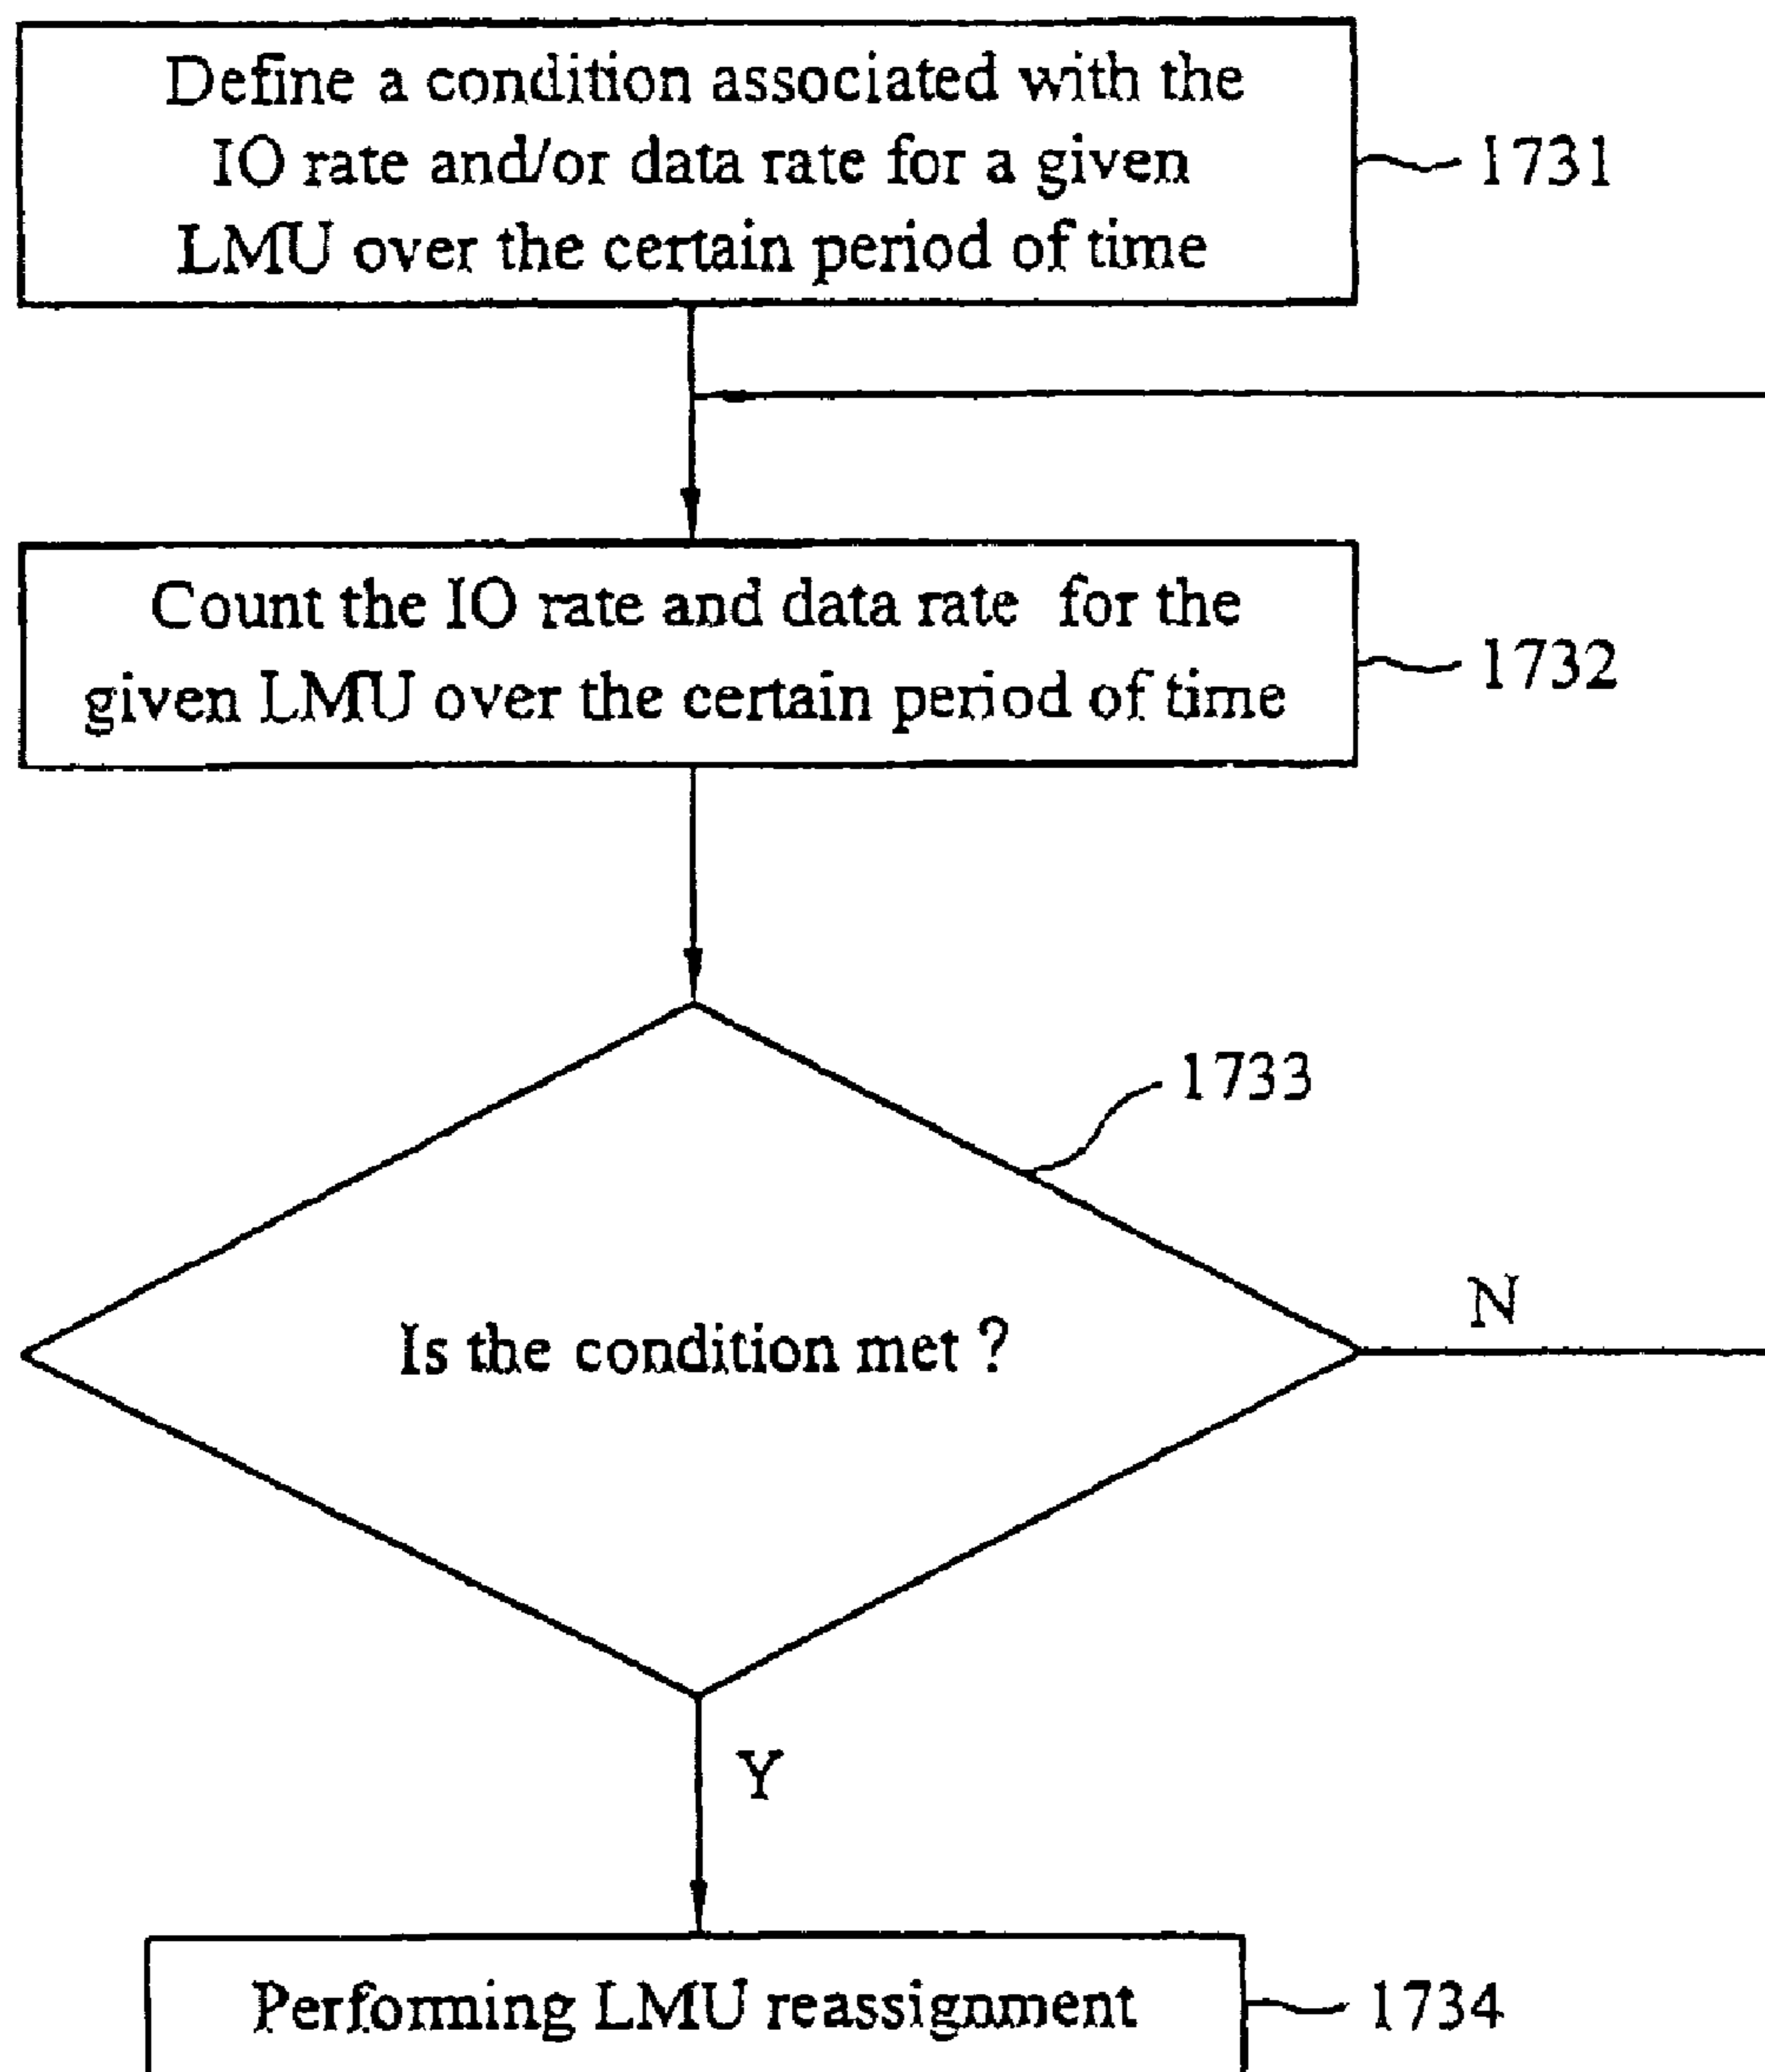 Define a condition associated with the
IO rate and/or data rate for a given
LMU over the certain period of time
1731
Count the IO rate and data rate for the
given LMU over the certain period of time
1732
1733
Is the condition met ?
N
Y
Performing LMU reassignment
1734